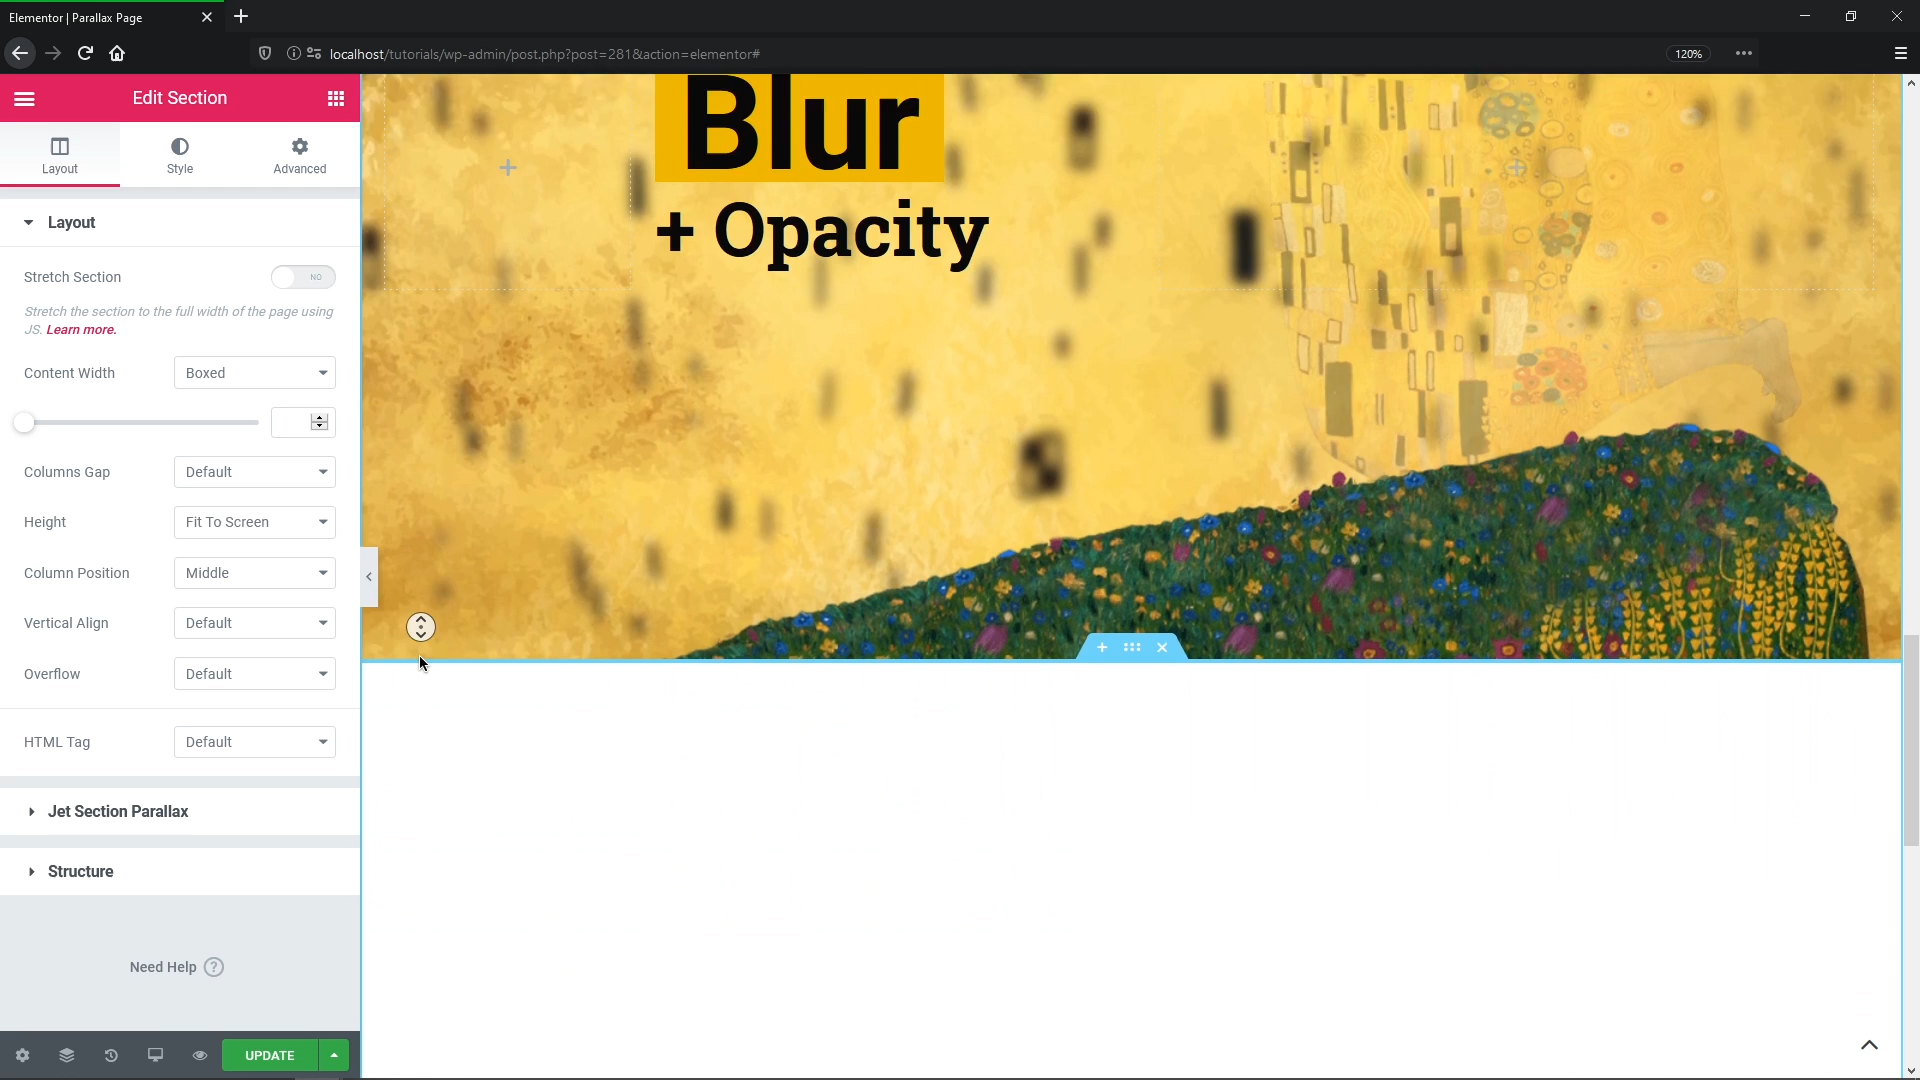 Elementor | Parallax Page
localhost/tutorials/wp-admin/post.php?post=281&action=elementor#
120%
Edit Section
Layout
Style
Advanced
Layout
Stretch Section
NO
Stretch the section to the full width of the page using
JS. Learn more.
Content Width
Boxed
Columns Gap
Default
Height
Fit To Screen
Column Position
Middle
Vertical Align
Default
Overflow
Default
HTML Tag
Default
Jet Section Parallax
Structure
Need Help ?
UPDATE
Blur
+ Opacity